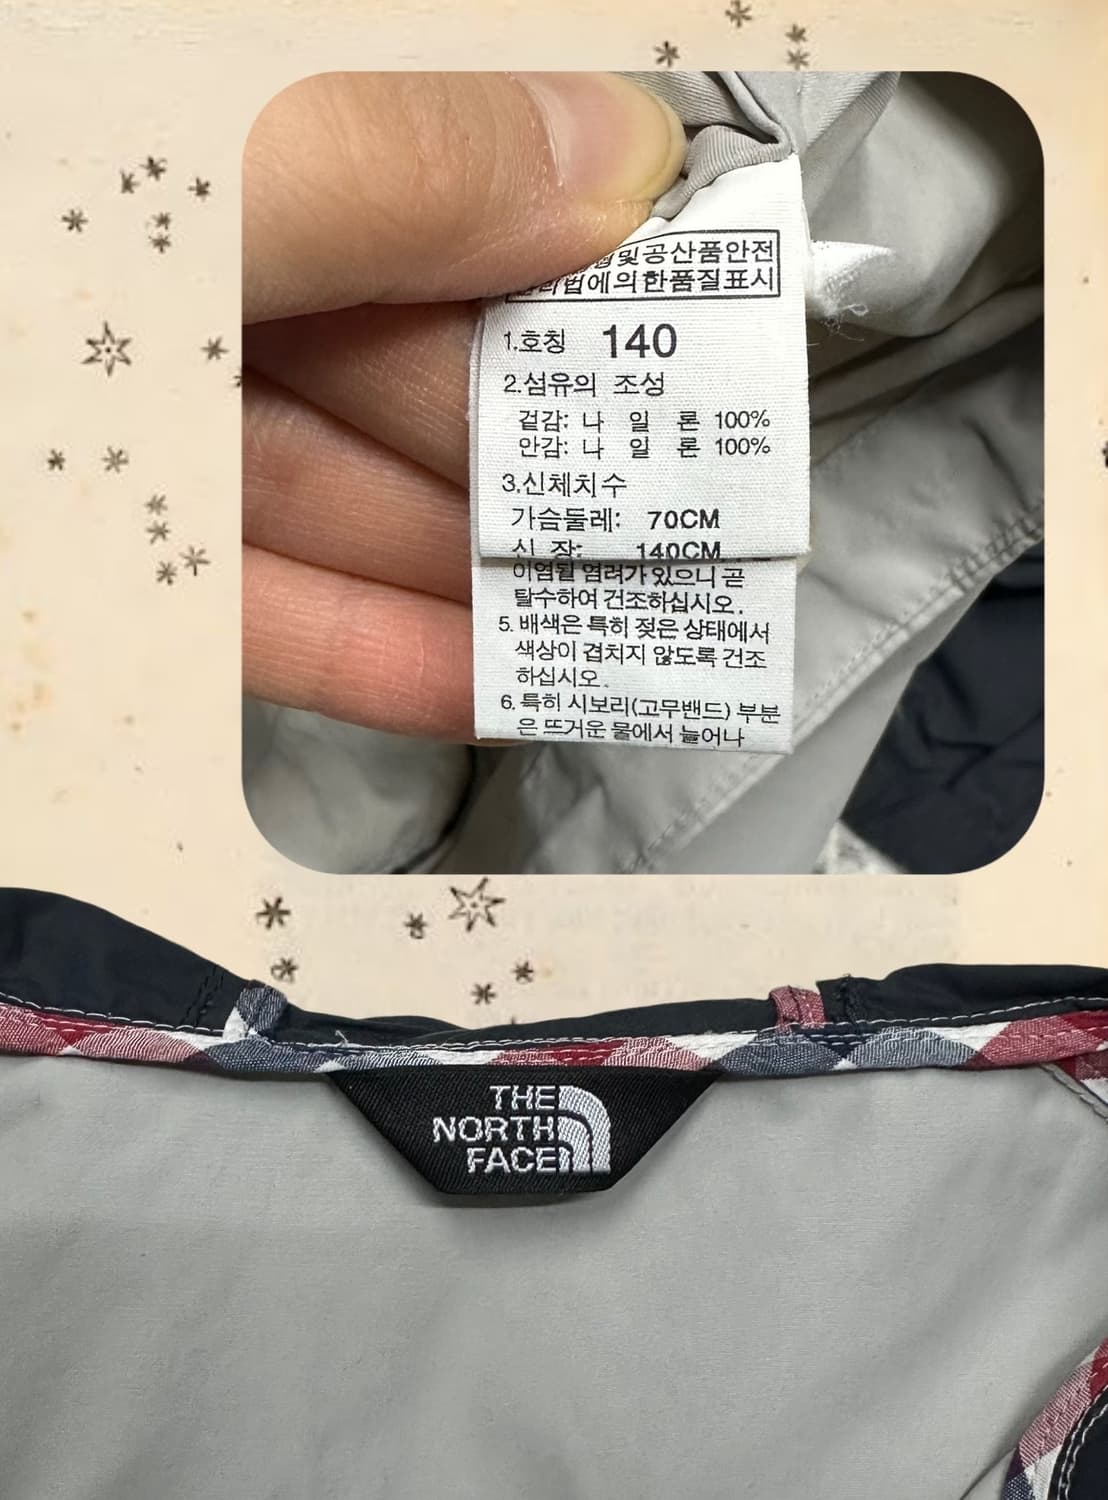 및공산품안전
법에의한품질표시
1.호칭 140
2.섬유의 조성
겉감: 나 일 론 100%
안감: 나 일 론 100%
3.신체치수
가슴둘레: 70CM
신 장: 140CM
이염될 염려가 있으니 곧
탈수하여 건조하십시오.
5. 배색은 특히 젖은 상태에서
색상이 겹치지 않도록 건조
하십시오.
6. 특히 시보리(고무밴드) 부분
은 뜨거운 물에서 늘어나
THE
NORTH
FACE